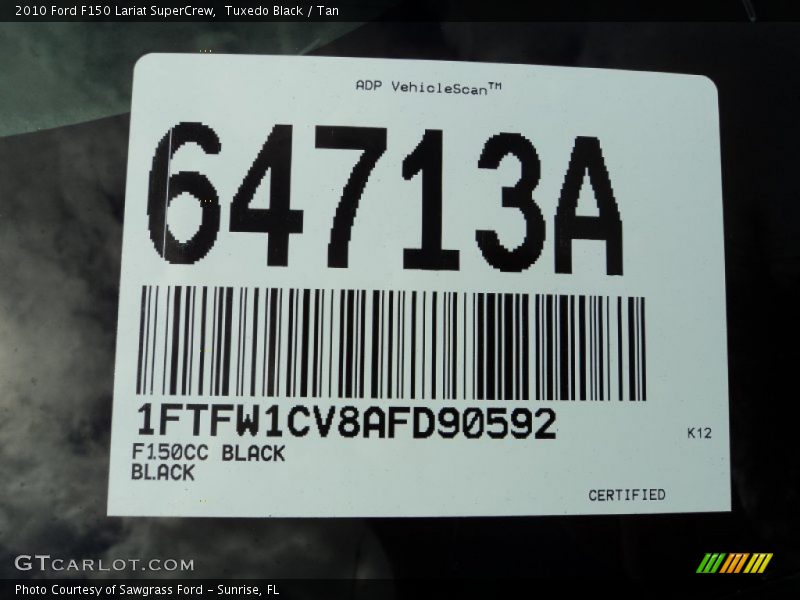 2010 Ford F150 Lariat SuperCrew,  Tuxedo Black / Tan
ADP VehicleScan™
64713A
1FTFW1CV8AFD90592
K12
F150CC BLACK
BLACK
CERTIFIED
GTCARLOT.COM
Photo Courtesy of Sawgrass Ford - Sunrise, FL